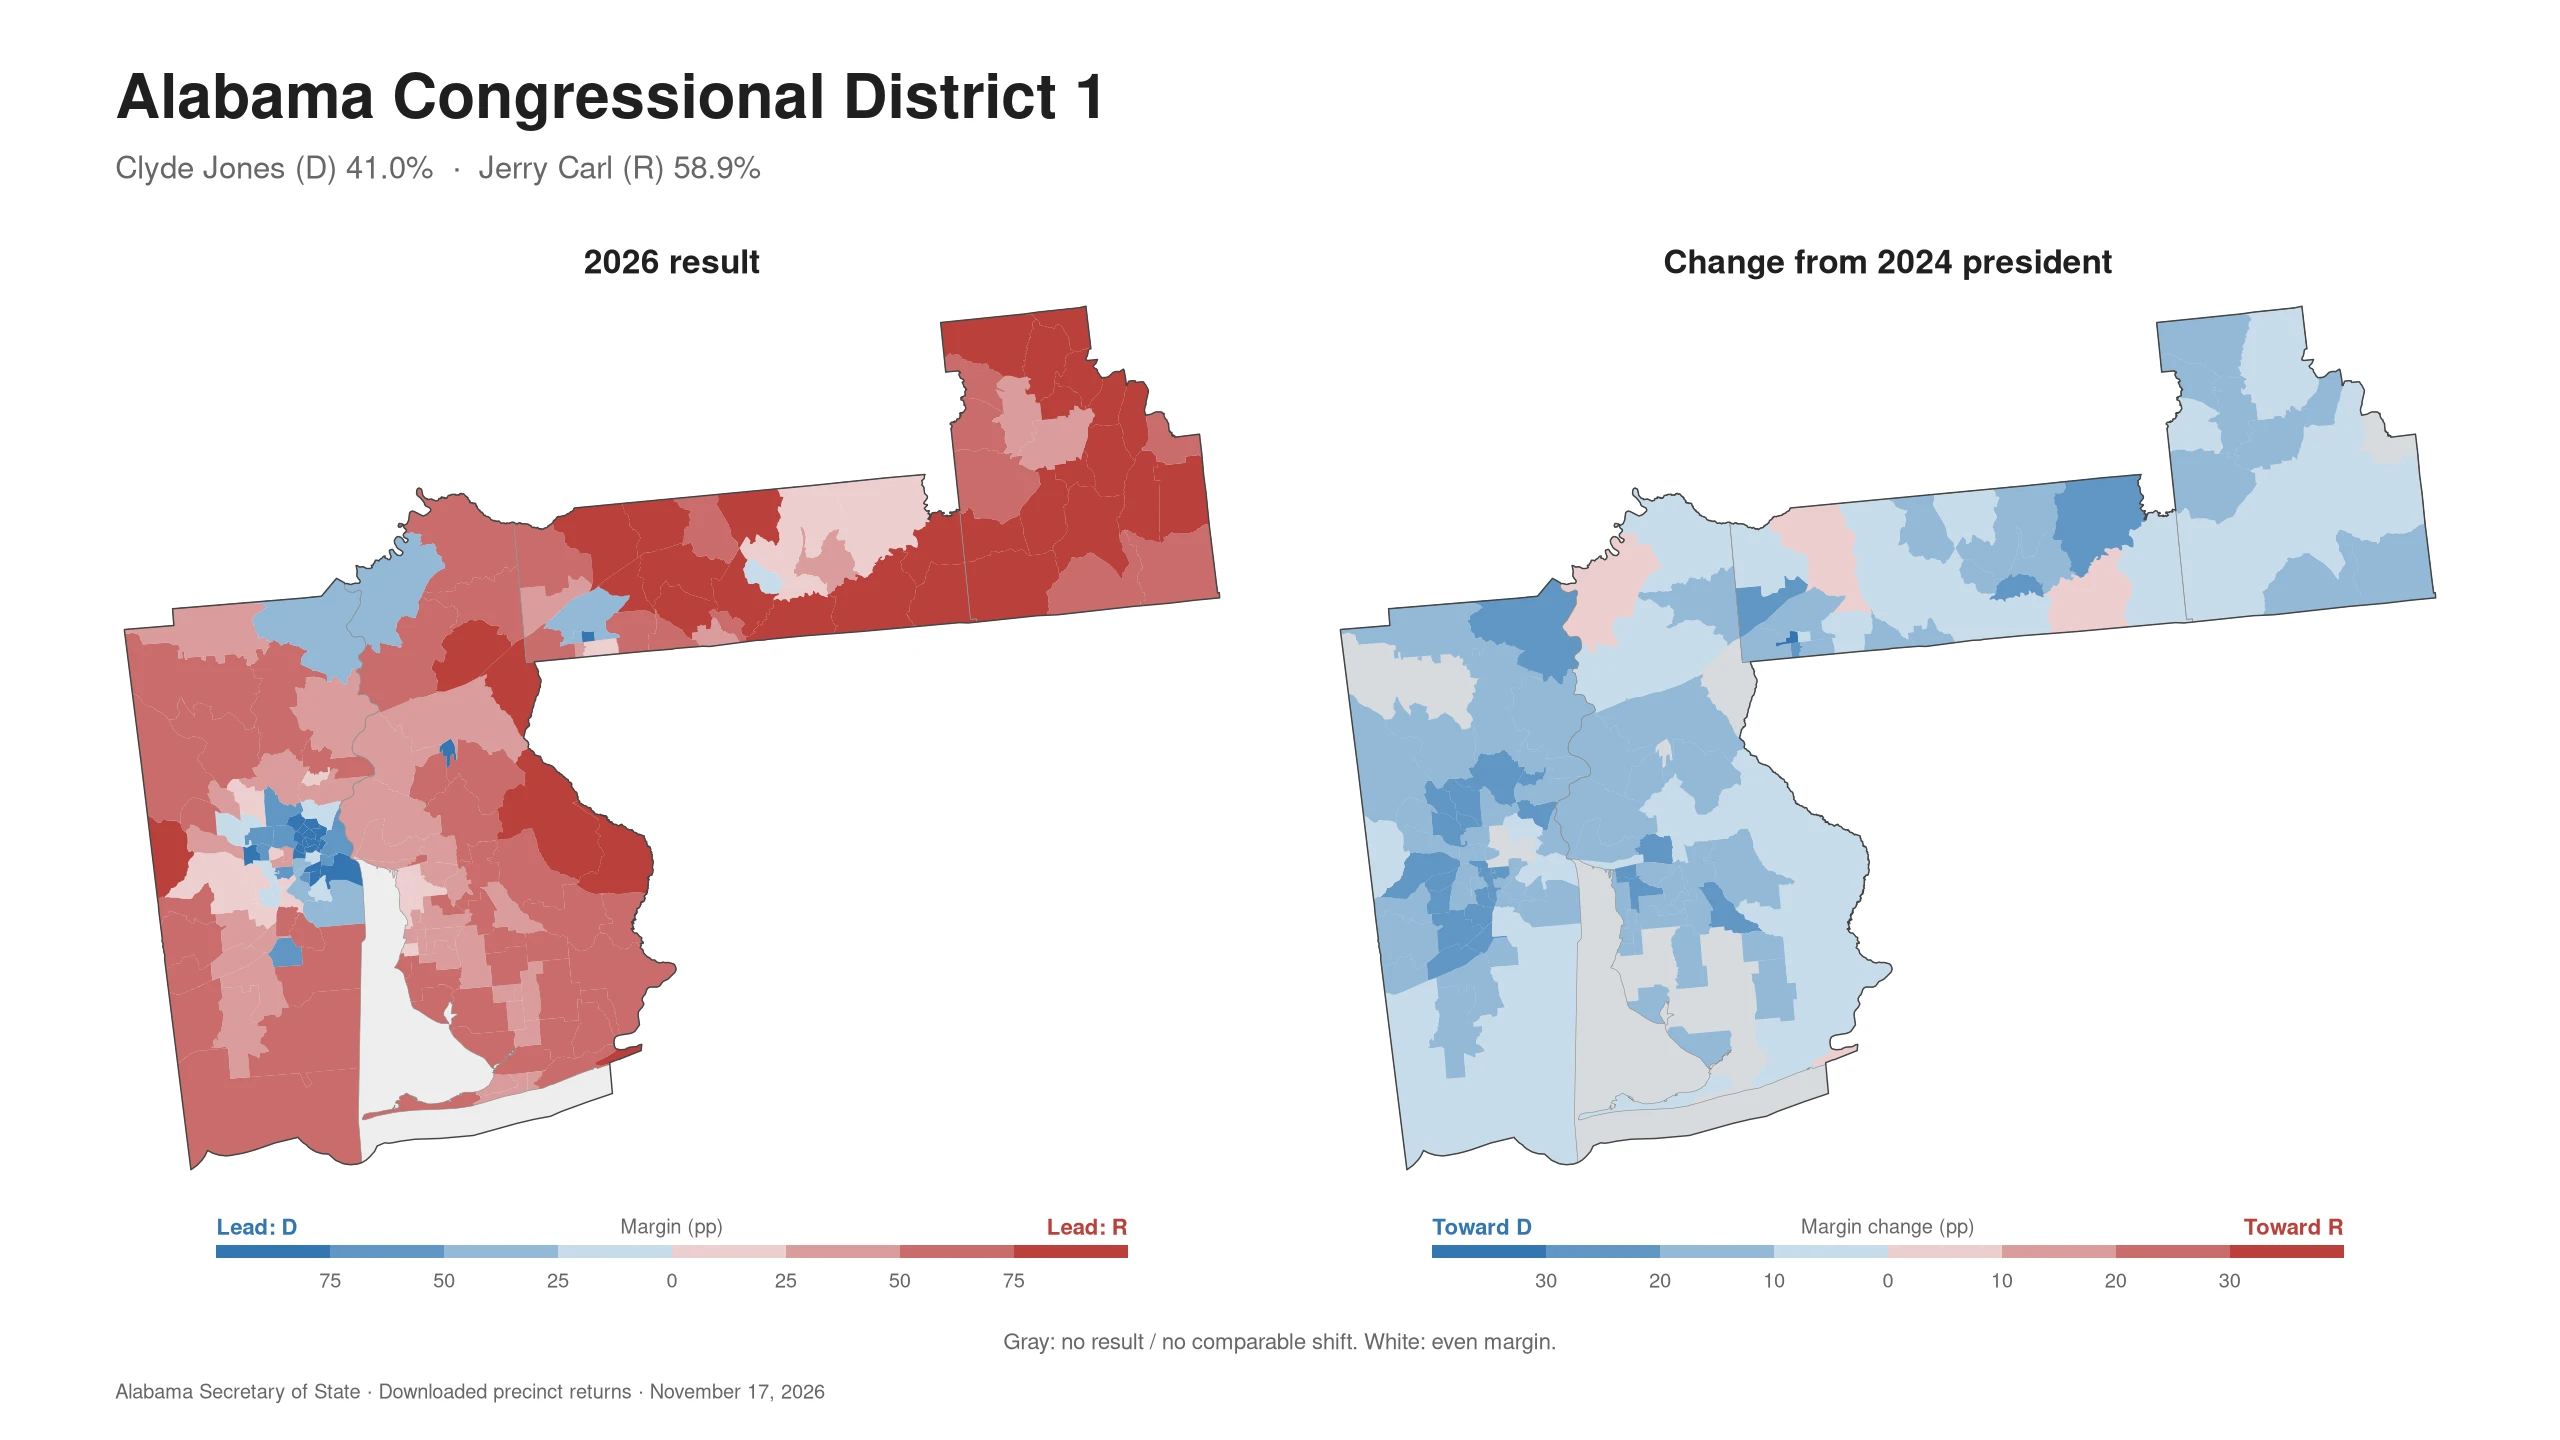 Alabama Congressional District 1
Clyde Jones (D) 41.0% · Jerry Carl (R) 58.9%
2026 result
Change from 2024 president
Lead: D Margin (pp) Lead: R
75 50 25 0 25 50 75
Toward D Margin change (pp) Toward R
30 20 10 0 10 20 30
Gray: no result / no comparable shift. White: even margin.
Alabama Secretary of State · Downloaded precinct returns · November 17, 2026